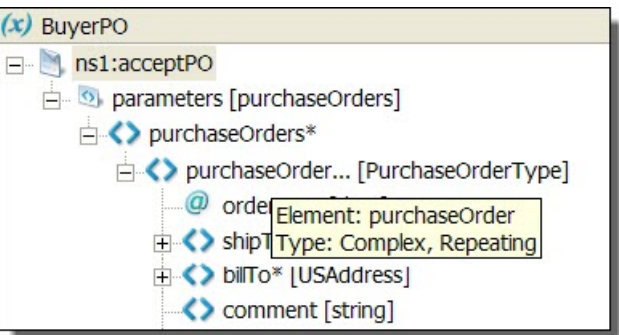 (x) BuyerPO
ns1:acceptPO
parameters [purchaseOrders]
purchaseOrders*
purchaseOrder... [PurchaseOrderType]
@
Element: purchaseOrder
Type: Complex, Repeating
billTo* [USAddress]
comment [string]